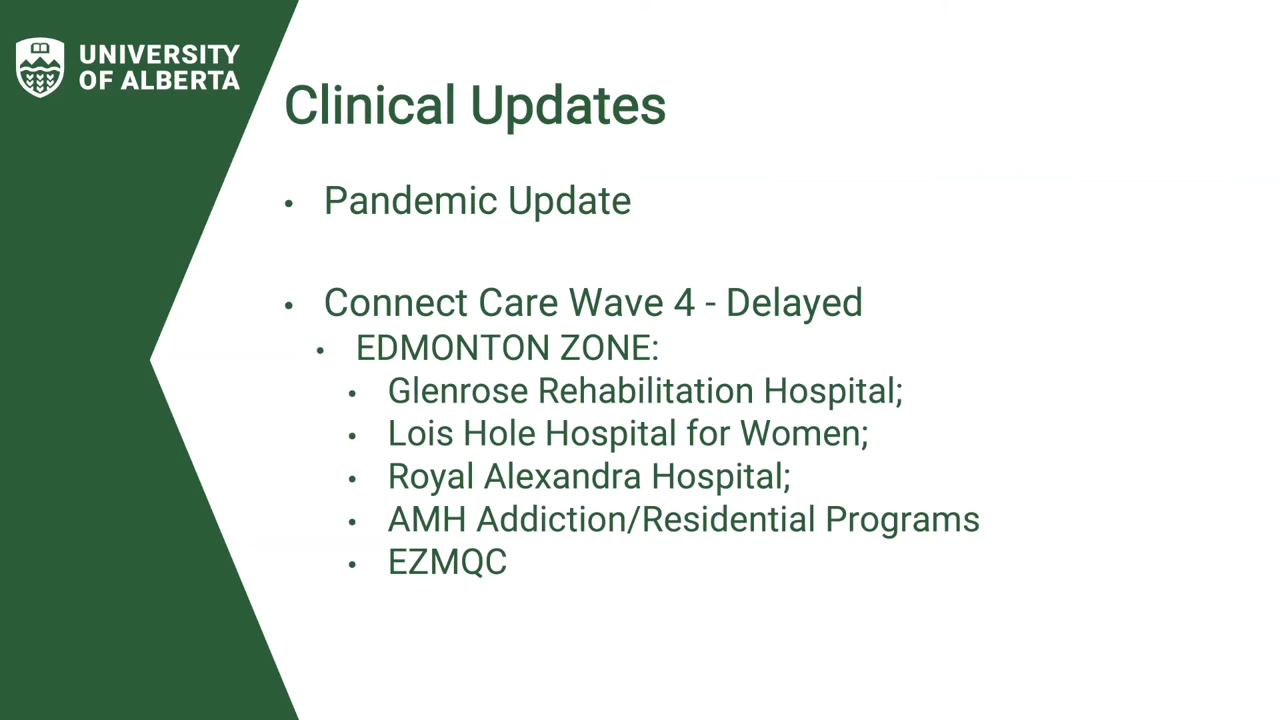 UNIVERSITY
OF ALBERTA
Clinical Updates
• Pandemic Update
• Connect Care Wave 4 - Delayed
• EDMONTON ZONE:
• Glenrose Rehabilitation Hospital;
• Lois Hole Hospital for Women;
• Royal Alexandra Hospital;
• AMH Addiction/Residential Programs
• EZMQC